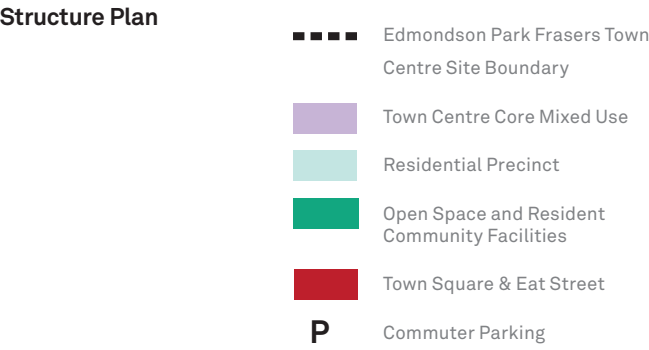 Structure Plan
Edmondson Park Frasers Town
Centre Site Boundary
Town Centre Core Mixed Use
Residential Precinct
Open Space and Resident
Community Facilities
Town Square & Eat Street
P
Commuter Parking